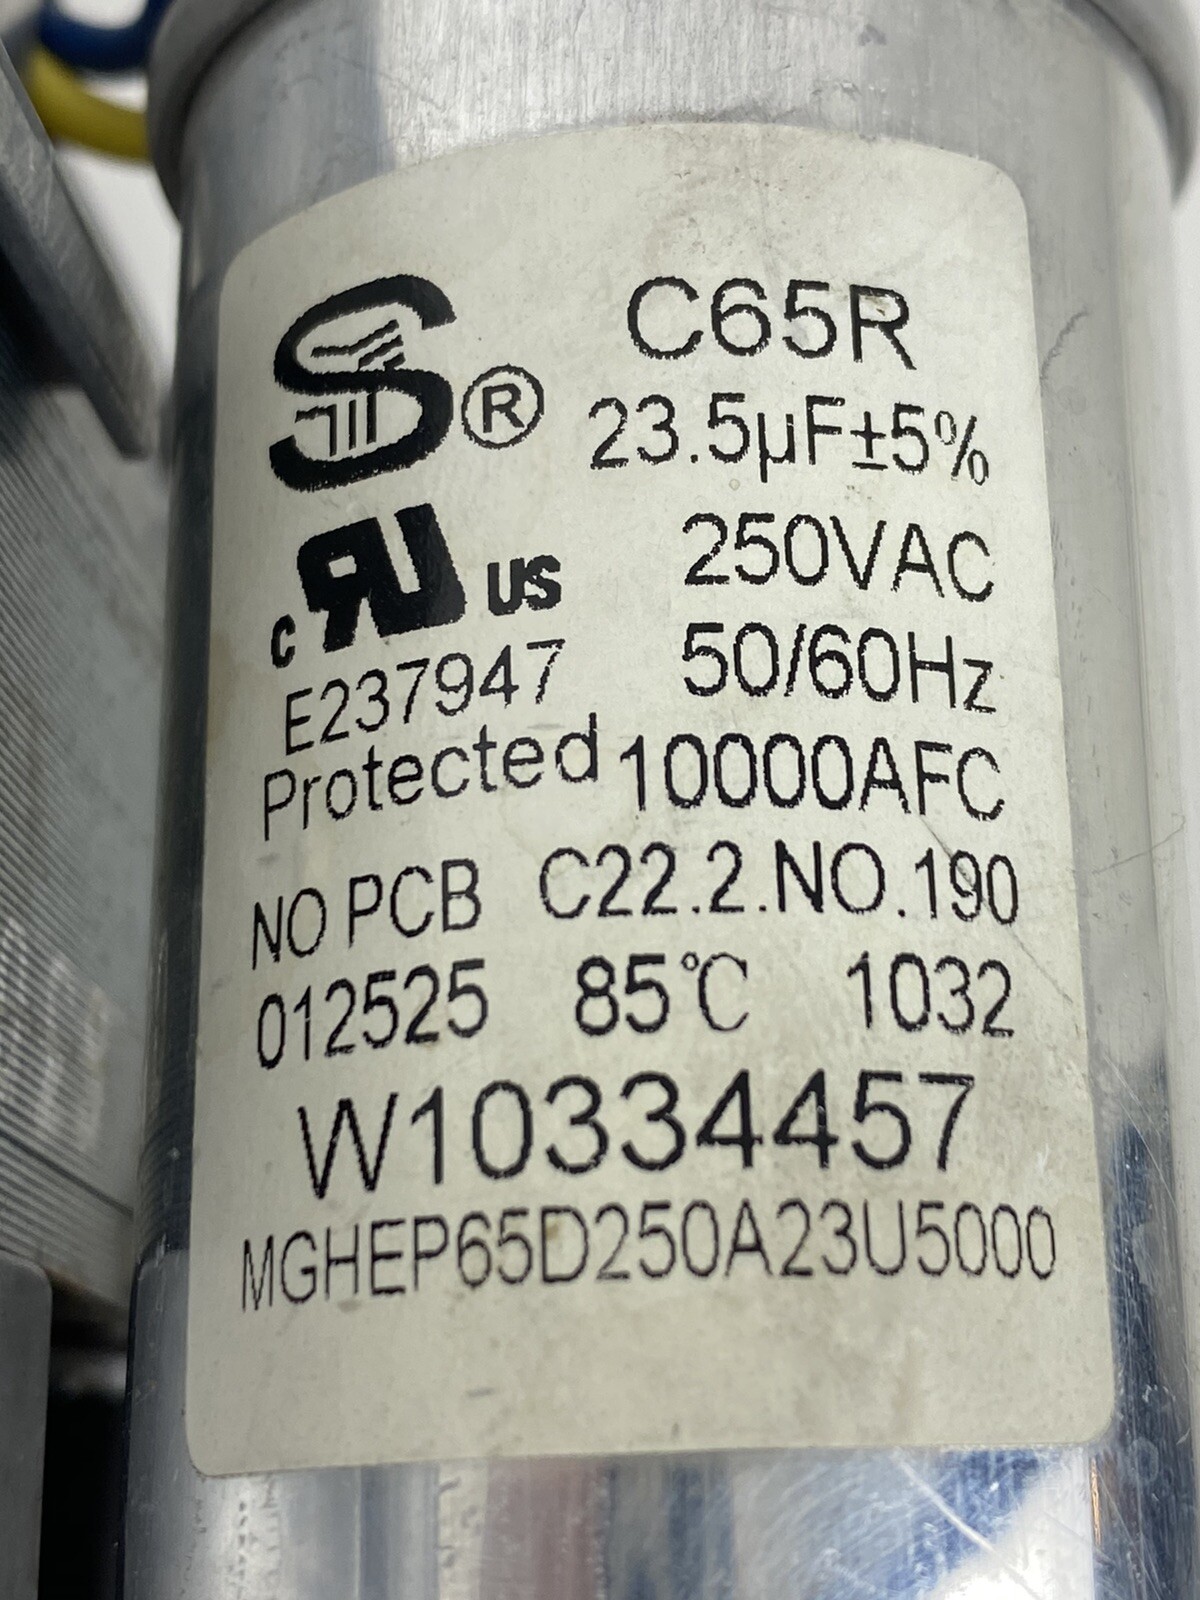 S ® C65R
23.5µF±5%
c RU us 250VAC
E237947 50/60Hz
Protected 10000AFC
NO PCB C22.2.NO.190
012525 85℃ 1032
W10334457
MGHEP65D250A23U5000